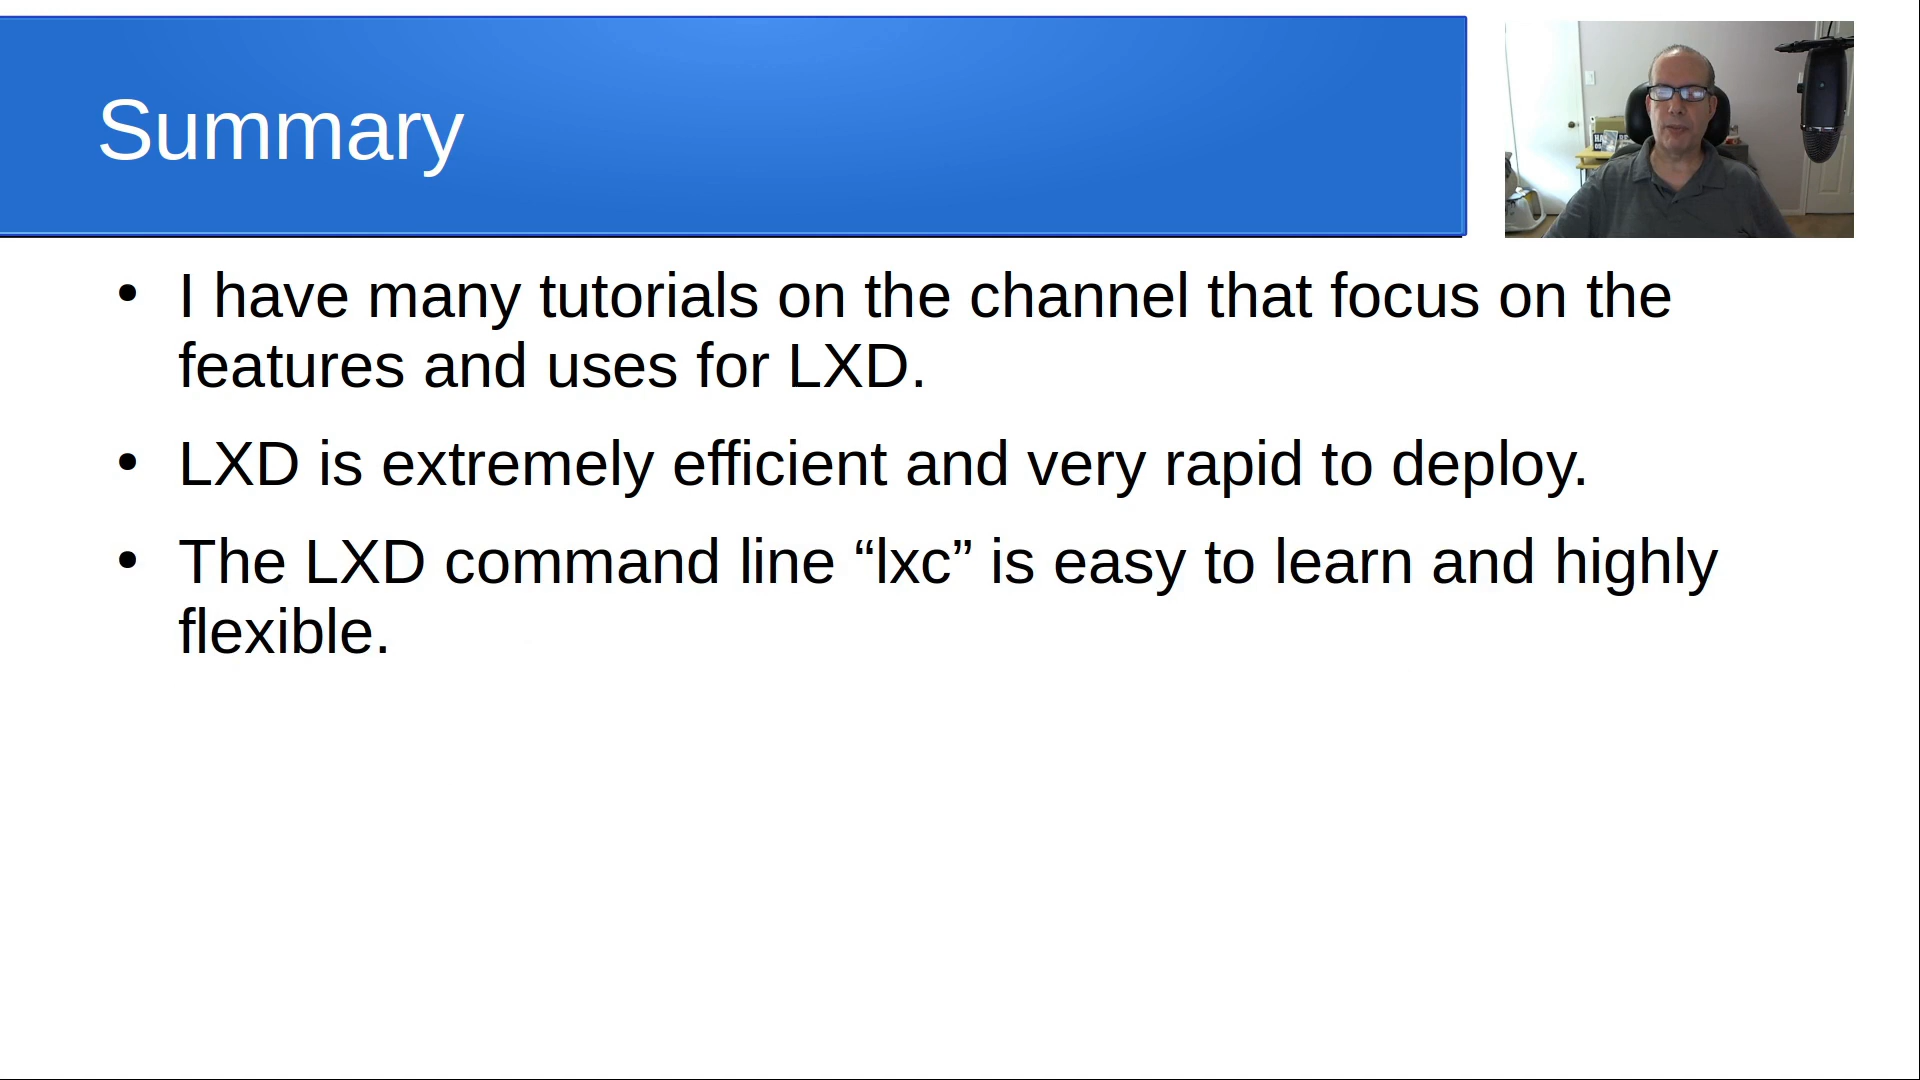 Summary
• I have many tutorials on the channel that focus on the
features and uses for LXD.
• LXD is extremely efficient and very rapid to deploy.
• The LXD command line “lxc” is easy to learn and highly
flexible.